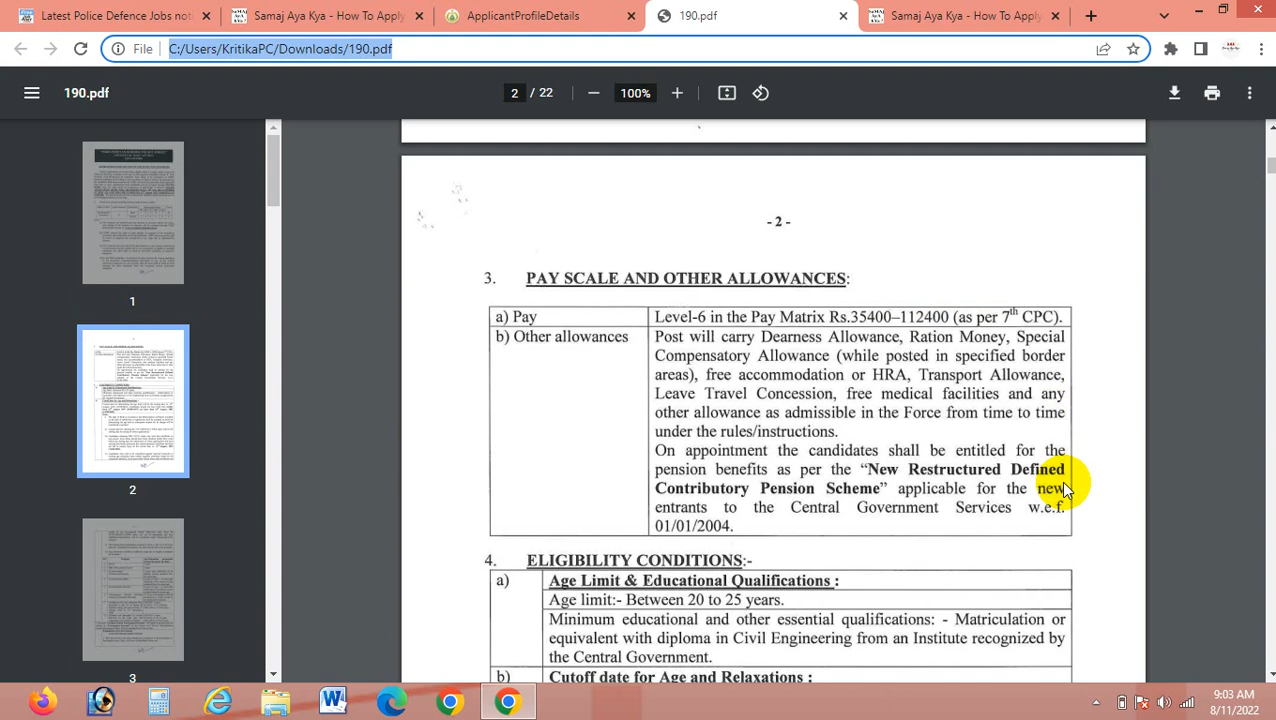 Latest Police Defence Jobs noti
Samaj Aya Kya - How To Apply
ApplicantProfileDetails
190.pdf
Samaj Aya Kya - How To Apply
File
C:/Users/KritikaPC/Downloads/190.pdf
190.pdf
2 / 22
100%
- 2 -
3. PAY SCALE AND OTHER ALLOWANCES:
a) Pay Level-6 in the Pay Matrix Rs.35400–112400 (as per 7th CPC).
b) Other allowances Post will carry Dearness Allowance, Ration Money, Special
Compensatory Allowance (while posted in specified border
areas), free accommodation or HRA, Transport Allowance,
Leave Travel Concession, free medical facilities and any
other allowance as admissible in the Force from time to time
under the rules/instructions.
On appointment the candidates shall be entitled for the
pension benefits as per the “New Restructured Defined
Contributory Pension Scheme” applicable for the new
entrants to the Central Government Services w.e.f.
01/01/2004.
4. ELIGIBILITY CONDITIONS:-
a) Age Limit & Educational Qualifications :
Age limit:- Between 20 to 25 years.
Minimum educational and other essential qualifications: - Matriculation or
equivalent with diploma in Civil Engineering from an Institute recognized by
the Central Government.
b) Cutoff date for Age and Relaxations :
1
2
3
9:03 AM
8/11/2022